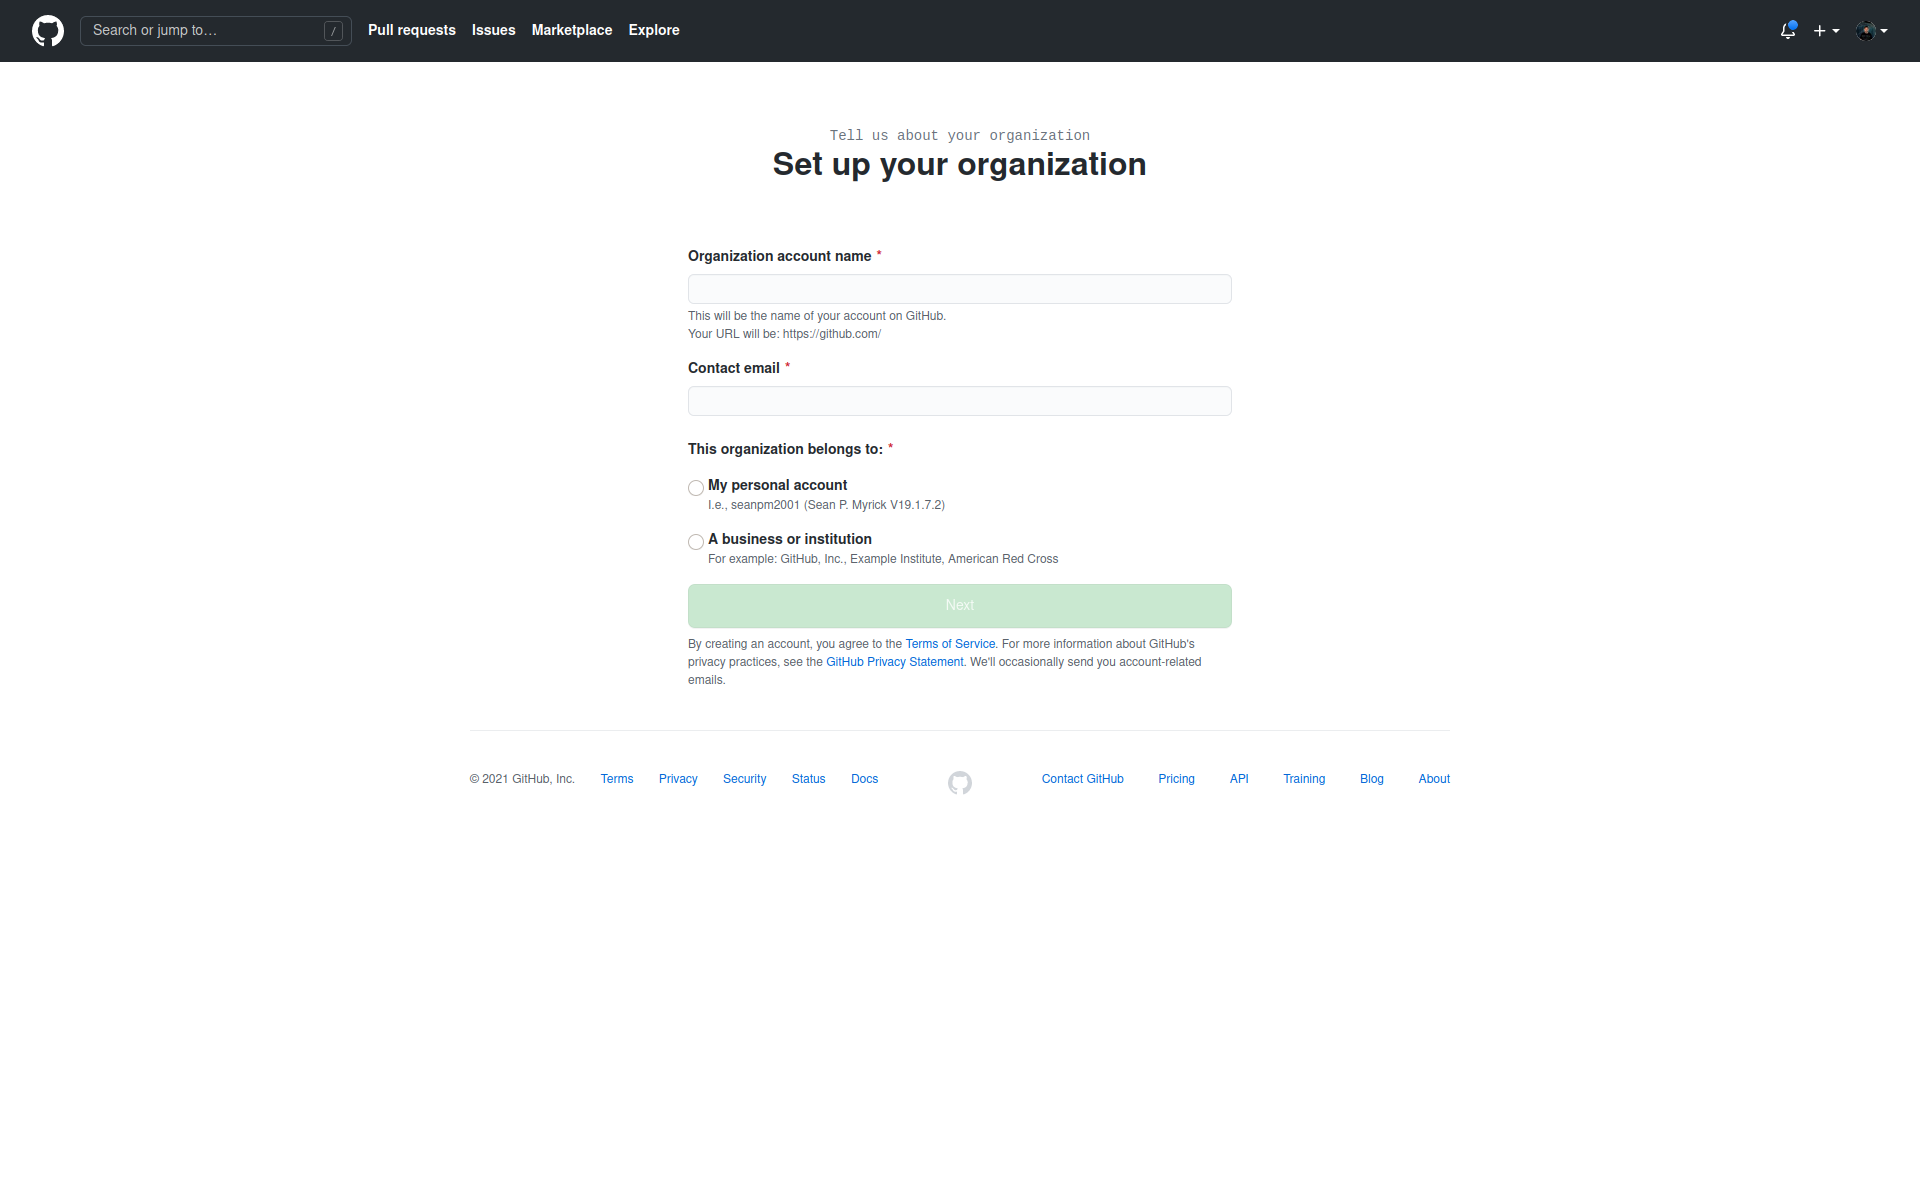 Search or jump to…
/
Pull requests
Issues
Marketplace
Explore
Tell us about your organization
Set up your organization
Organization account name *
This will be the name of your account on GitHub.
Your URL will be: https://github.com/
Contact email *
This organization belongs to: *
My personal account
I.e., seanpm2001 (Sean P. Myrick V19.1.7.2)
A business or institution
For example: GitHub, Inc., Example Institute, American Red Cross
Next
By creating an account, you agree to the Terms of Service. For more information about GitHub's
privacy practices, see the GitHub Privacy Statement. We'll occasionally send you account-related
emails.
© 2021 GitHub, Inc.
Terms
Privacy
Security
Status
Docs
Contact GitHub
Pricing
API
Training
Blog
About